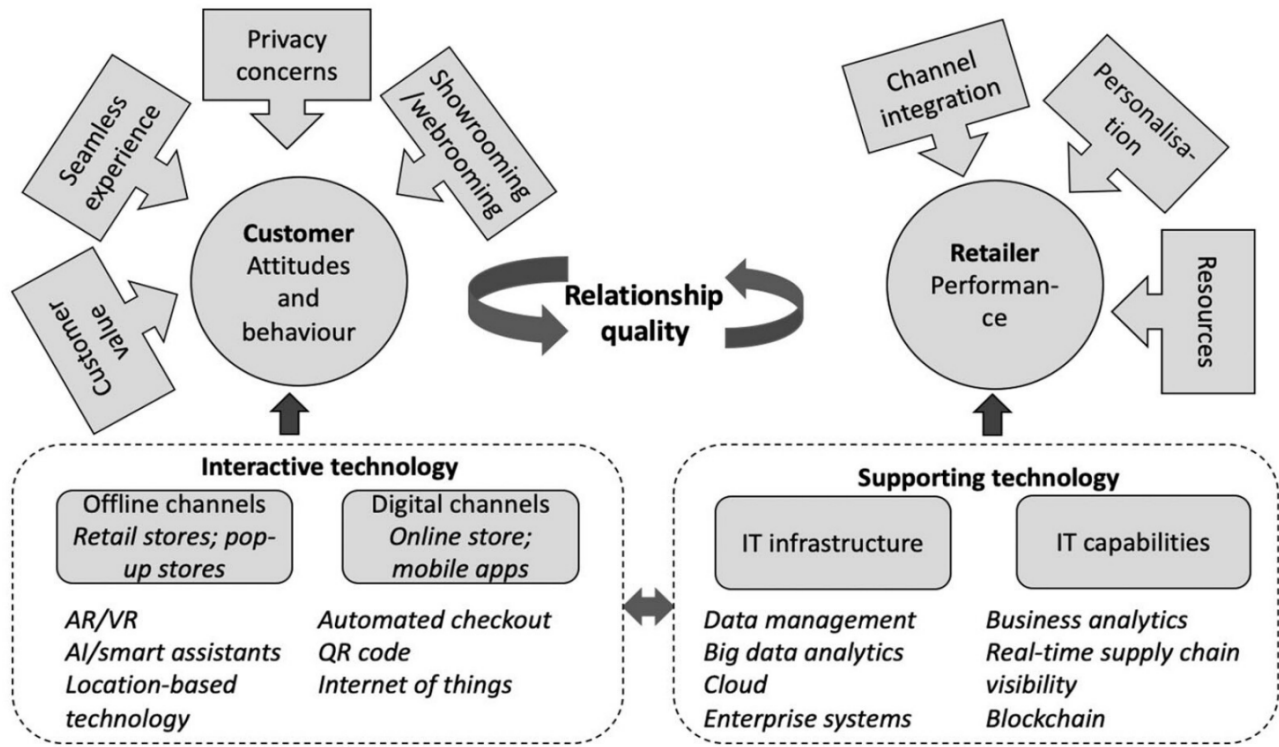 Privacy
concerns
Seamless
experience
Showrooming
/webrooming
Customer
value
Customer
Attitudes
and
behaviour
Relationship
quality
Channel
integration
Personalisa-
tion
Resources
Retailer
Performan-
ce
Interactive technology
Offline channels
Retail stores; pop-
up stores
Digital channels
Online store;
mobile apps
AR/VR
AI/smart assistants
Location-based
technology
Automated checkout
QR code
Internet of things
Supporting technology
IT infrastructure
IT capabilities
Data management
Big data analytics
Cloud
Enterprise systems
Business analytics
Real-time supply chain
visibility
Blockchain